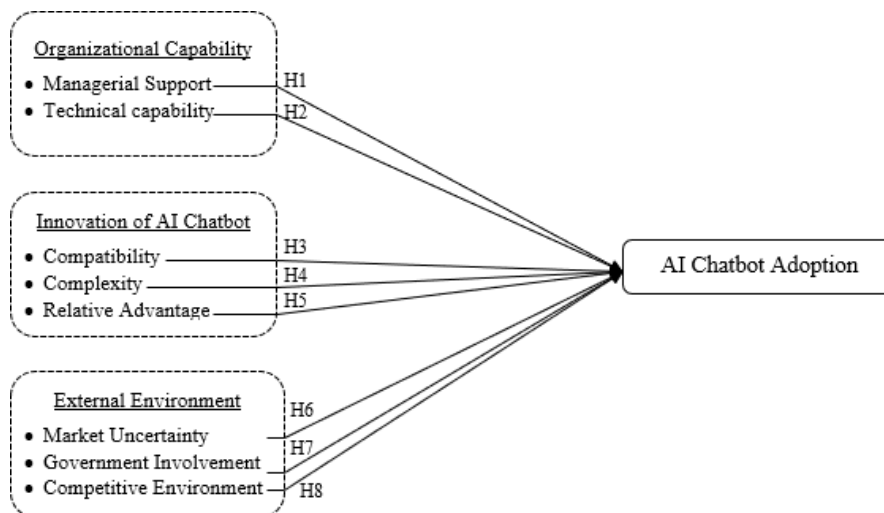 Organizational Capability
• Managerial Support
H1
• Technical capability
H2
Innovation of AI Chatbot
• Compatibility
H3
• Complexity
H4
• Relative Advantage
H5
External Environment
• Market Uncertainty
H6
• Government Involvement
H7
• Competitive Environment
H8
AI Chatbot Adoption